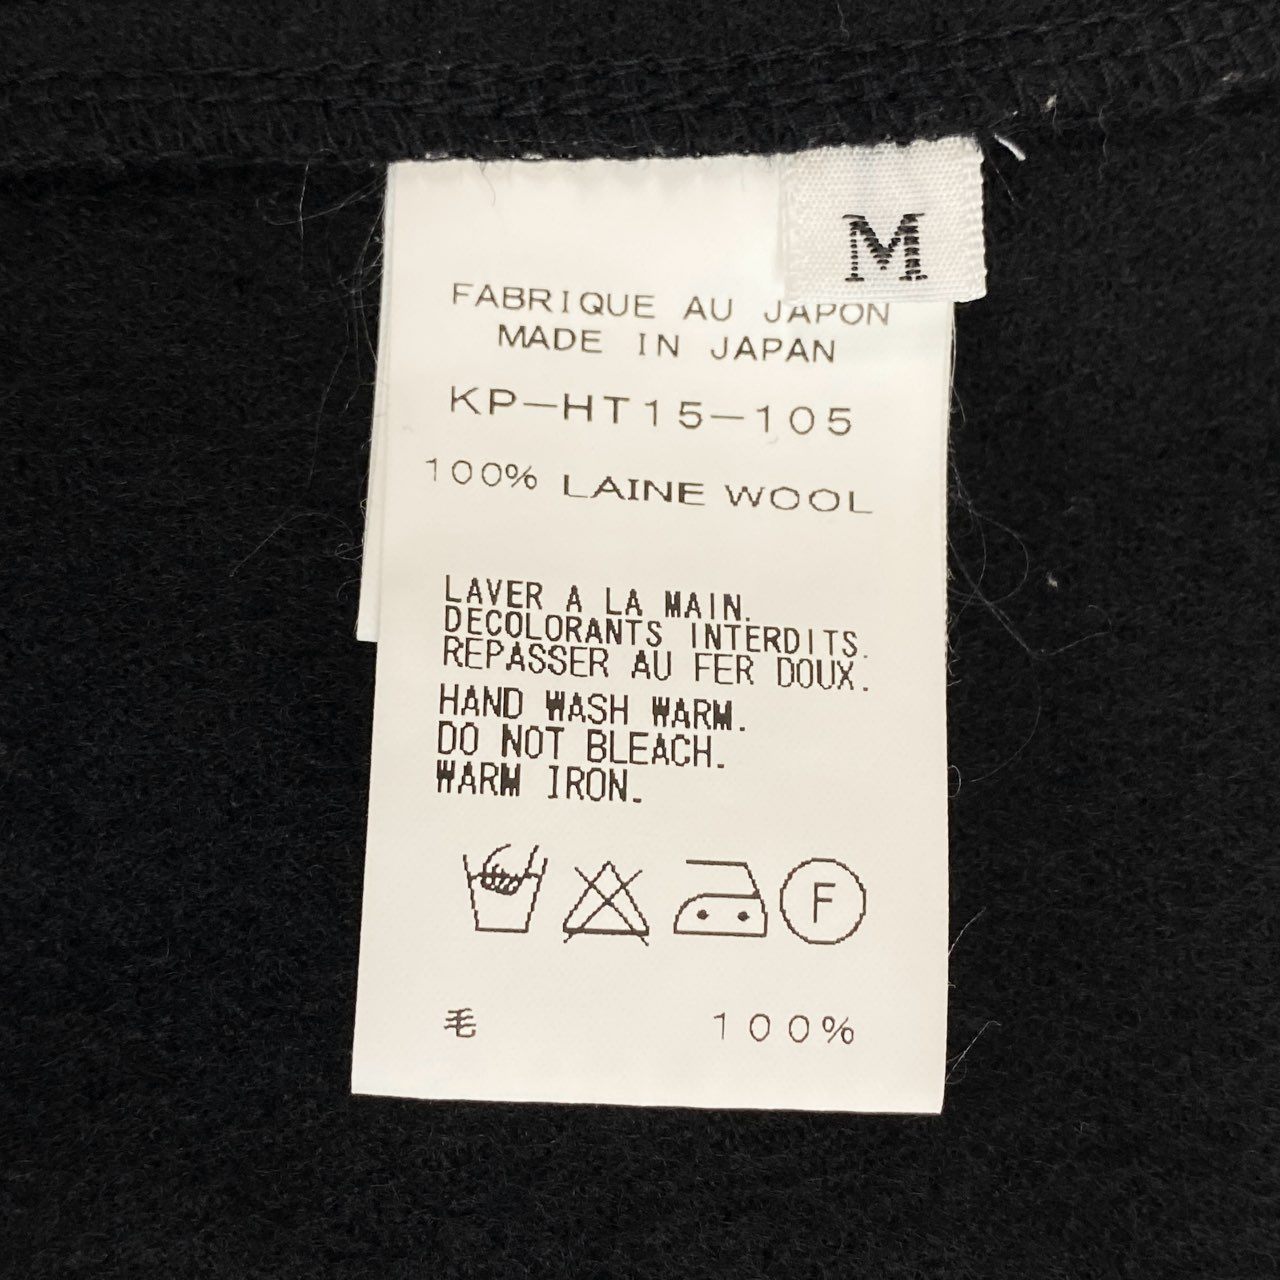 M
FABRIQUE AU JAPON
MADE IN JAPAN
KP-HT15-105
100% LAINE WOOL
LAVER A LA MAIN.
DECOLORANTS INTERDITS.
REPASSER AU FER DOUX.
HAND WASH WARM.
DO NOT BLEACH.
WARM IRON.
F
毛 100%